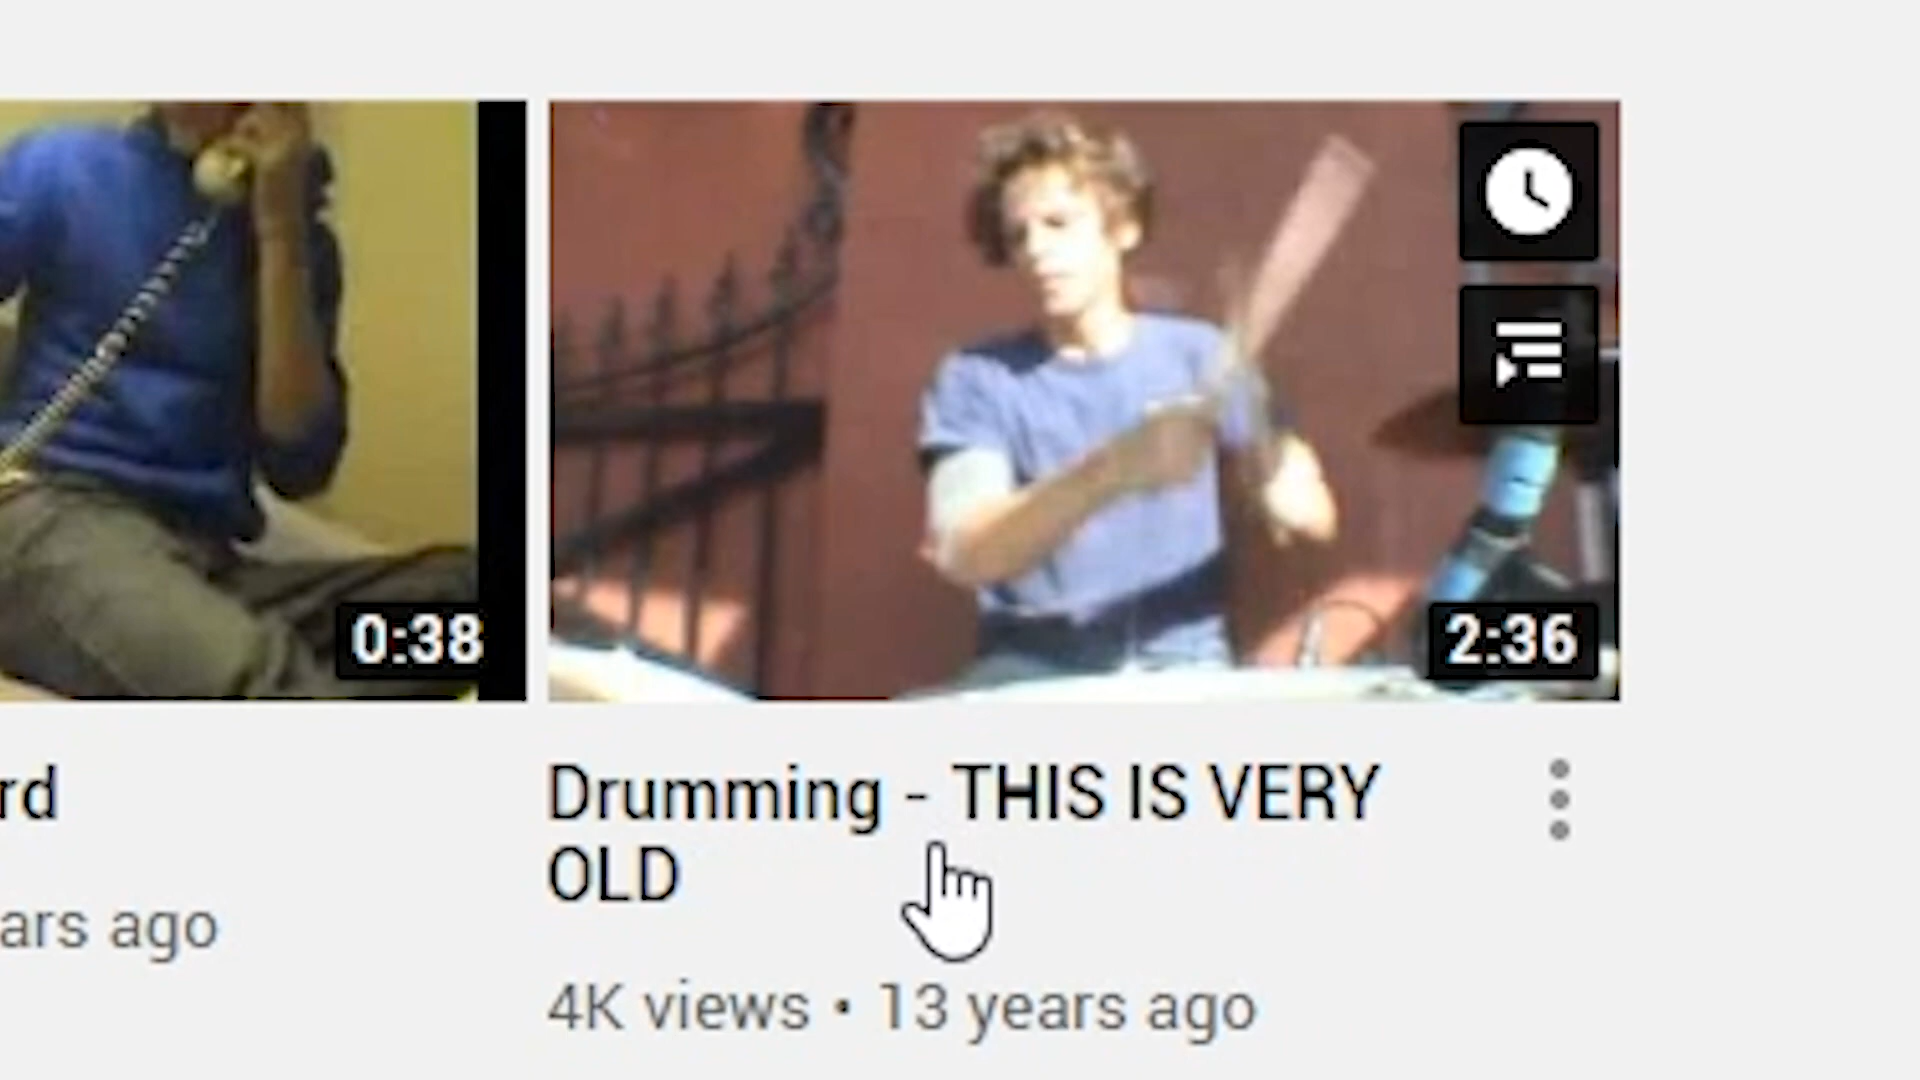 0:38
2:36
rd
Drumming - THIS IS VERY
OLD
ars ago
4K views • 13 years ago